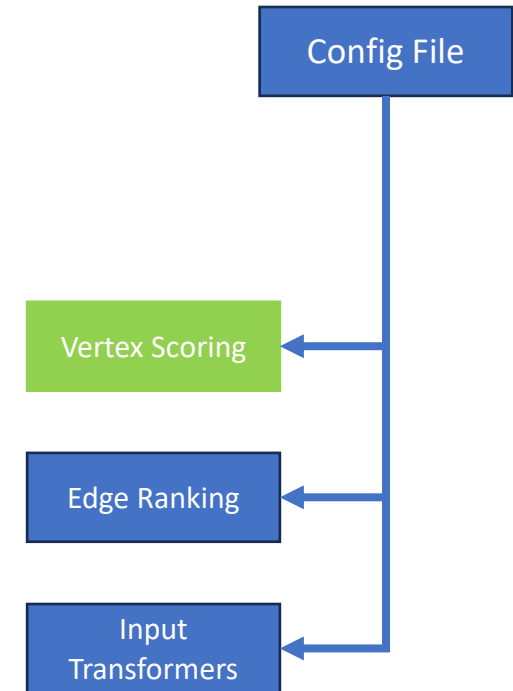 Config File
Vertex Scoring
Edge Ranking
Input
Transformers